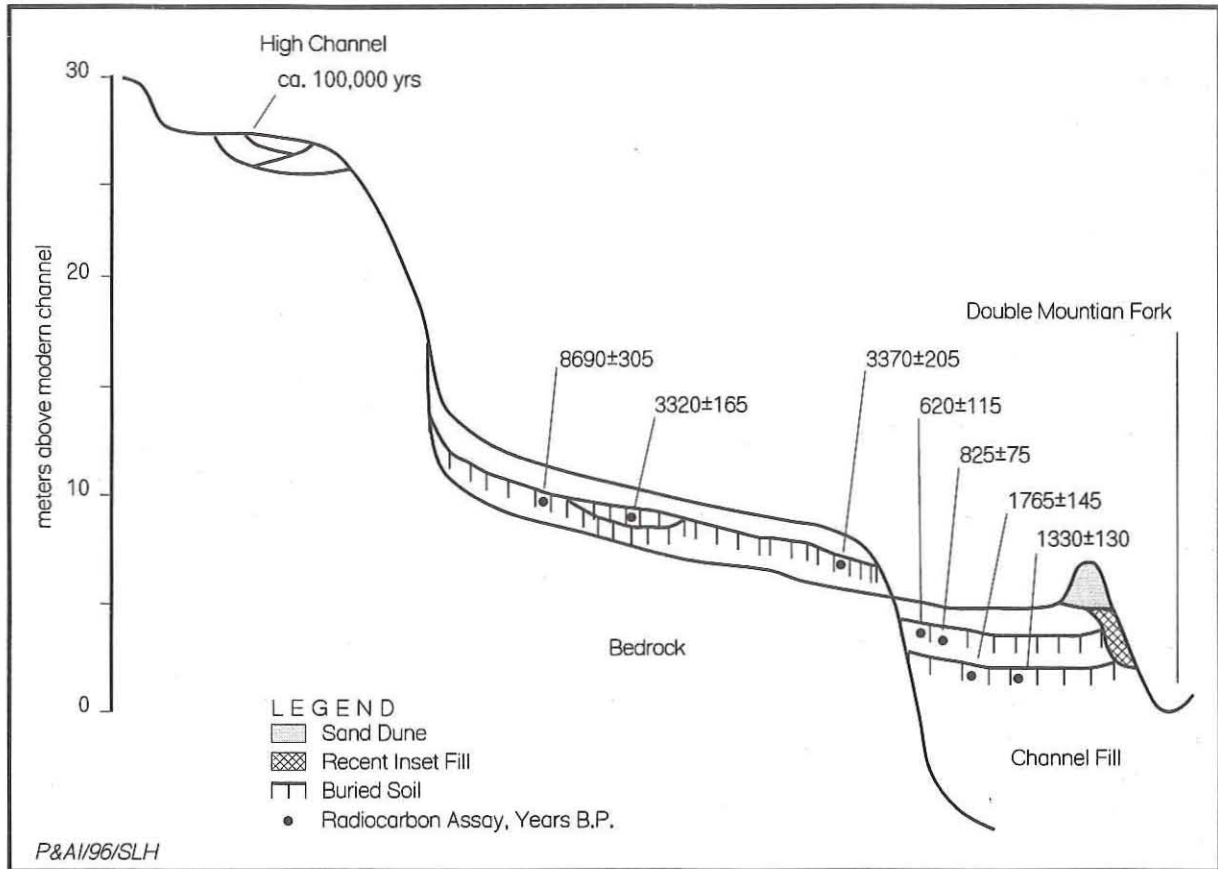 High Channel
ca. 100,000 yrs
30
20
10
0
meters above modern channel
Double Mountian Fork
8690±305
3320±165
3370±205
620±115
825±75
1765±145
1330±130
Bedrock
Channel Fill
LEGEND
Sand Dune
Recent Inset Fill
Buried Soil
Radiocarbon Assay, Years B.P.
P&AI/96/SLH